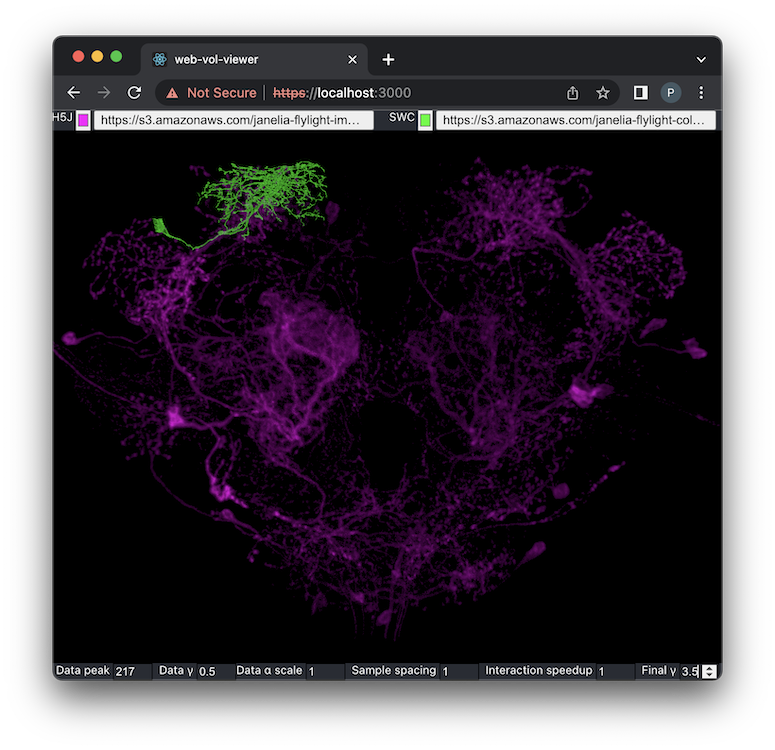 web-vol-viewer
Not Secure https://localhost:3000 P
H5J https://s3.amazonaws.com/janelia-flylight-im… SWC https://s3.amazonaws.com/janelia-flylight-col…
Data peak 217 Data γ 0.5 Data α scale 1 Sample spacing 1 Interaction speedup 1 Final γ 3.5